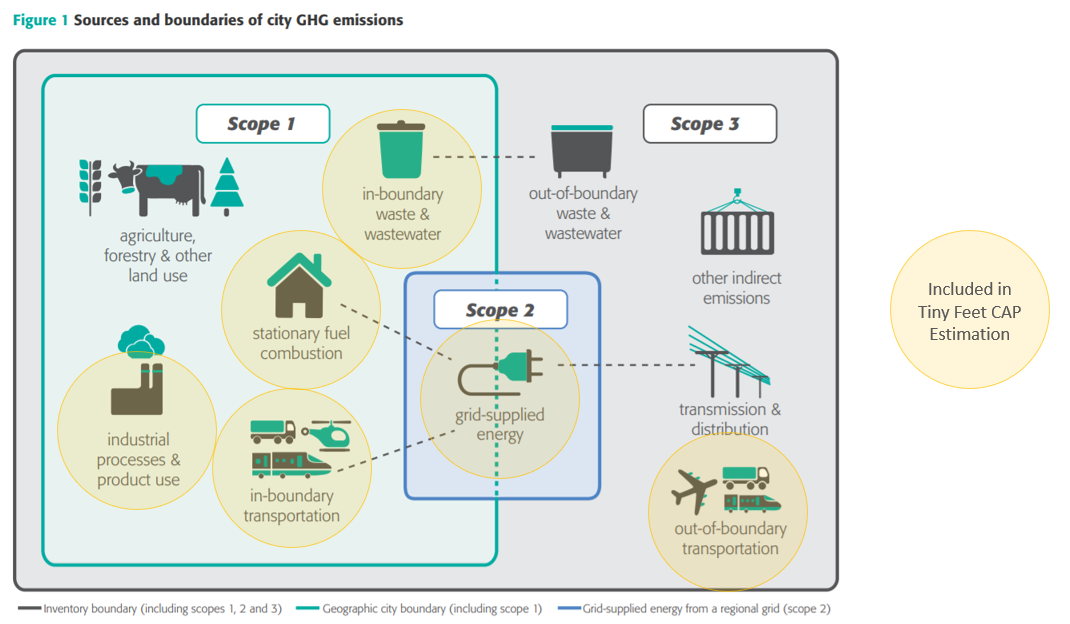 Figure 1 Sources and boundaries of city GHG emissions
Scope 1
Scope 3
in-boundary
waste &
wastewater
out-of-boundary
waste &
wastewater
agriculture,
forestry & other
land use
other indirect
emissions
Included in
Tiny Feet CAP
Estimation
Scope 2
stationary fuel
combustion
grid-supplied
energy
transmission &
distribution
industrial
processes &
product use
in-boundary
transportation
out-of-boundary
transportation
Inventory boundary (including scopes 1, 2 and 3)
Geographic city boundary (including scope 1)
Grid-supplied energy from a regional grid (scope 2)